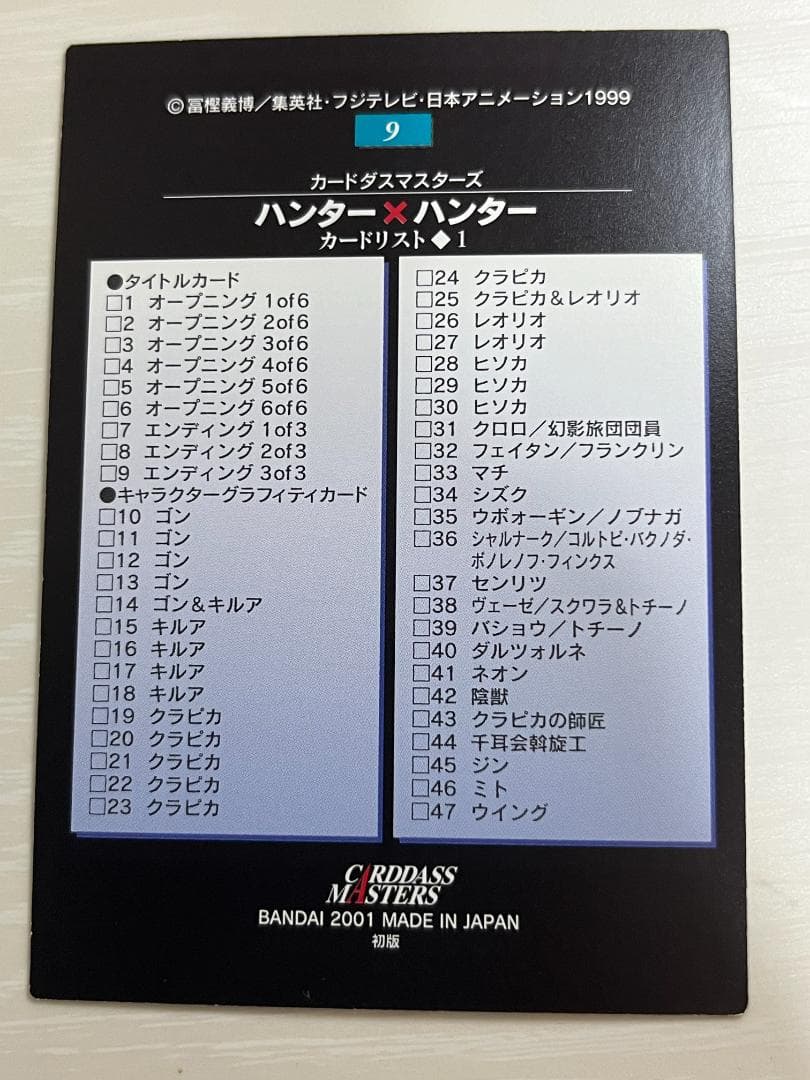 ©冨樫義博／集英社・フジテレビ・日本アニメーション1999
9
カードダスマスターズ
ハンター×ハンター
カードリスト◆1
●タイトルカード
□1 オープニング 1of6
□2 オープニング 2of6
□3 オープニング 3of6
□4 オープニング 4of6
□5 オープニング 5of6
□6 オープニング 6of6
□7 エンディング 1of3
□8 エンディング 2of3
□9 エンディング 3of3
●キャラクターグラフィティカード
□10 ゴン
□11 ゴン
□12 ゴン
□13 ゴン
□14 ゴン＆キルア
□15 キルア
□16 キルア
□17 キルア
□18 キルア
□19 クラピカ
□20 クラピカ
□21 クラピカ
□22 クラピカ
□23 クラピカ
□24 クラピカ
□25 クラピカ＆レオリオ
□26 レオリオ
□27 レオリオ
□28 ヒソカ
□29 ヒソカ
□30 ヒソカ
□31 クロロ／幻影旅団団員
□32 フェイタン／フランクリン
□33 マチ
□34 シズク
□35 ウボォーギン／ノブナガ
□36 シャルナーク／コルトピ・パクノダ・
ボノレノフ・フィンクス
□37 センリツ
□38 ヴェーゼ／スクワラ＆トチーノ
□39 バショウ／トチーノ
□40 ダルツォルネ
□41 ネオン
□42 陰獣
□43 クラピカの師匠
□44 千耳会斡旋工
□45 ジン
□46 ミト
□47 ウイング
CARDDASS
MASTERS
BANDAI 2001 MADE IN JAPAN
初版